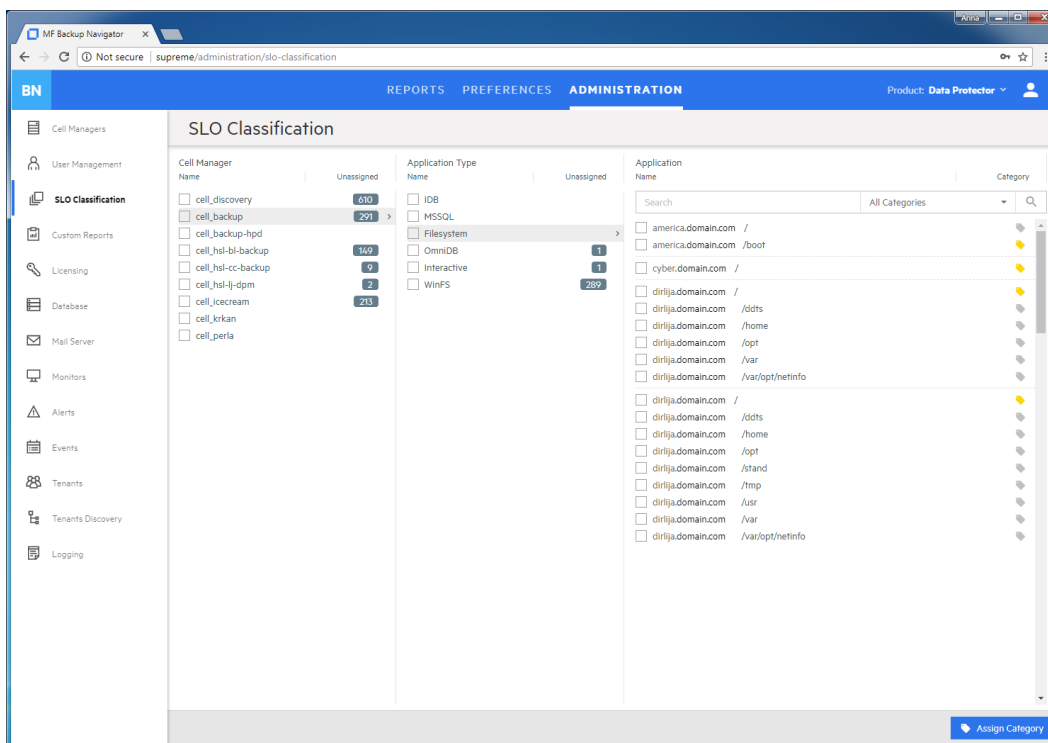 Anna
MF Backup Navigator
Not secure | supreme/administration/slo-classification
BN REPORTS PREFERENCES ADMINISTRATION Product: Data Protector
Cell Managers
User Management
SLO Classification
Custom Reports
Licensing
Database
Mail Server
Monitors
Alerts
Events
Tenants
Tenants Discovery
Logging
SLO Classification
Cell Manager
Name Unassigned
cell_discovery 610
cell_backup 291
cell_backup-hpd
cell_hsl-bl-backup 149
cell_hsl-cc-backup 9
cell_hsl-lj-dpm 2
cell_icecream 213
cell_krkan
cell_perla
Application Type
Name Unassigned
IDB
MSSQL
Filesystem
OmniDB 1
Interactive 1
WinFS 289
Application
Name Category
Search All Categories
america.domain.com /
america.domain.com /boot
cyber.domain.com /
dirlija.domain.com /
dirlija.domain.com /ddts
dirlija.domain.com /home
dirlija.domain.com /opt
dirlija.domain.com /var
dirlija.domain.com /var/opt/netinfo
dirlija.domain.com /
dirlija.domain.com /ddts
dirlija.domain.com /home
dirlija.domain.com /opt
dirlija.domain.com /stand
dirlija.domain.com /tmp
dirlija.domain.com /usr
dirlija.domain.com /var
dirlija.domain.com /var/opt/netinfo
Assign Category